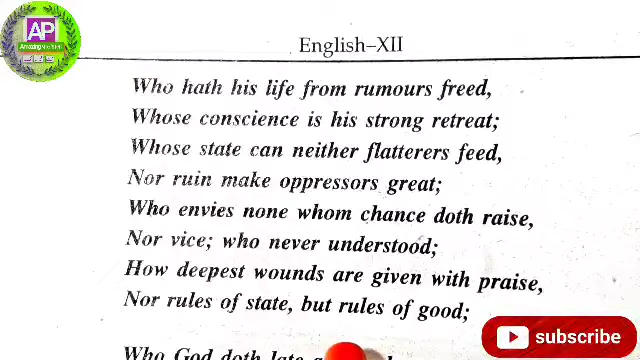 AP
Amazing
English–XII
Who hath his life from rumours freed,
Whose conscience is his strong retreat;
Whose state can neither flatterers feed,
Nor ruin make oppressors great;
Who envies none whom chance doth raise,
Nor vice; who never understood;
How deepest wounds are given with praise,
Nor rules of state, but rules of good;
Who God doth late
subscribe